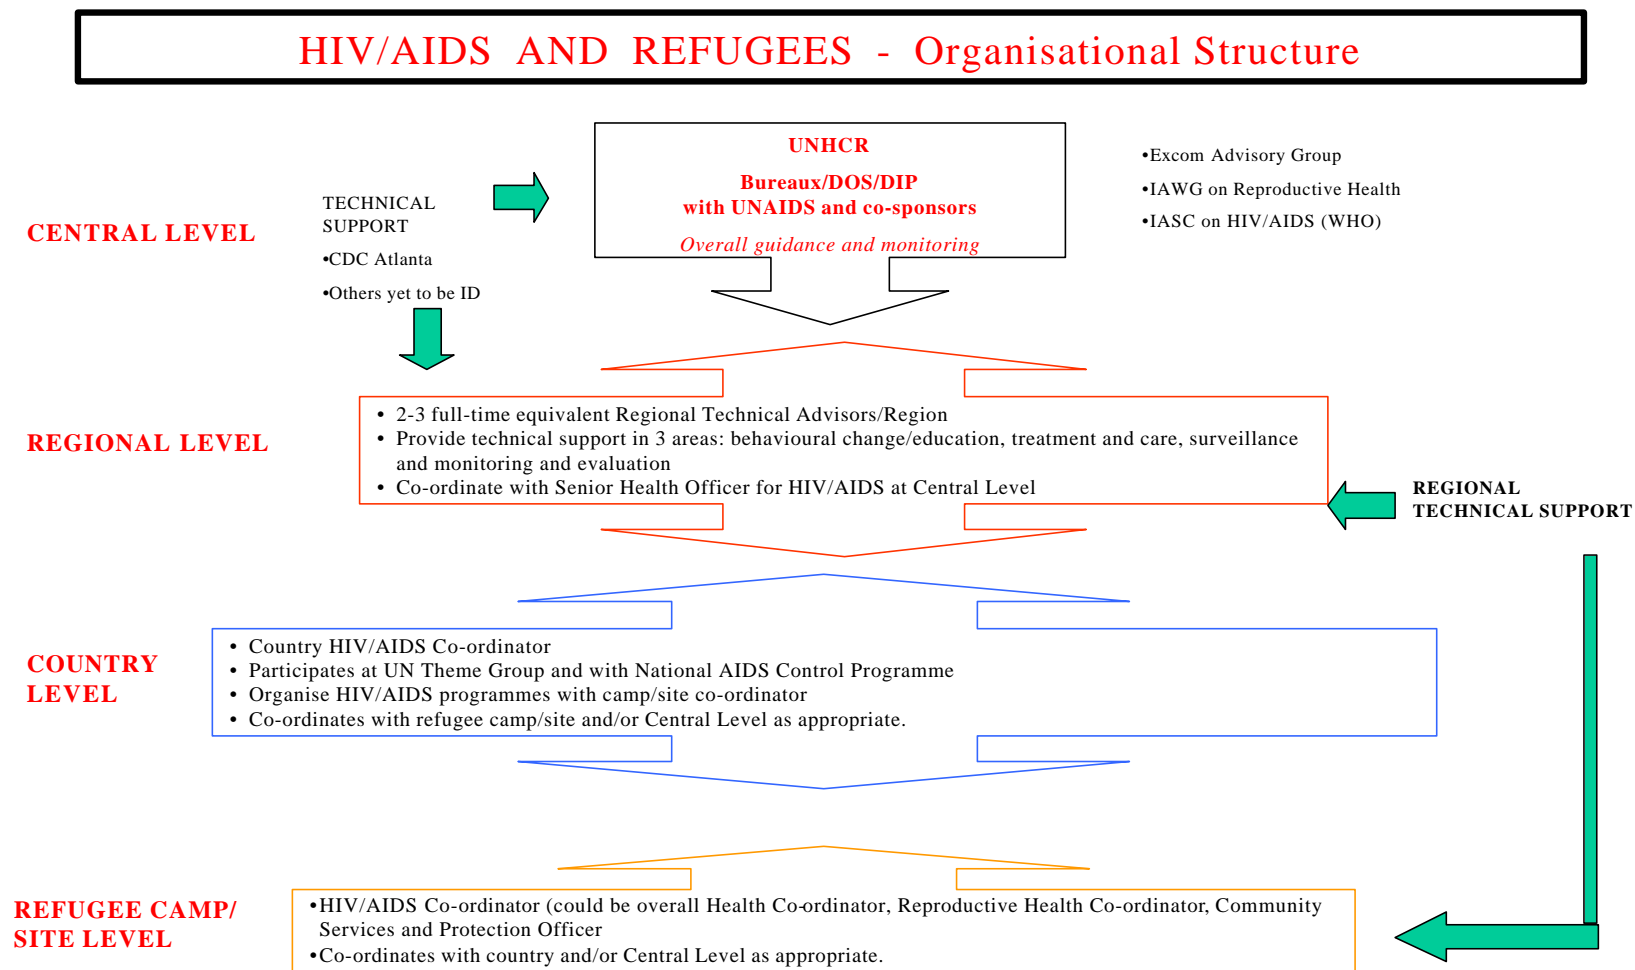 HIV/AIDS AND REFUGEES - Organisational Structure
UNHCR
Bureaux/DOS/DIP
with UNAIDS and co-sponsors
Overall guidance and monitoring
•Excom Advisory Group
•IAWG on Reproductive Health
•IASC on HIV/AIDS (WHO)
CENTRAL LEVEL
TECHNICAL
SUPPORT
•CDC Atlanta
•Others yet to be ID
REGIONAL LEVEL
• 2-3 full-time equivalent Regional Technical Advisors/Region
• Provide technical support in 3 areas: behavioural change/education, treatment and care, surveillance
and monitoring and evaluation
• Co-ordinate with Senior Health Officer for HIV/AIDS at Central Level
REGIONAL
TECHNICAL SUPPORT
COUNTRY
LEVEL
• Country HIV/AIDS Co-ordinator
• Participates at UN Theme Group and with National AIDS Control Programme
• Organise HIV/AIDS programmes with camp/site co-ordinator
• Co-ordinates with refugee camp/site and/or Central Level as appropriate.
REFUGEE CAMP/
SITE LEVEL
•HIV/AIDS Co-ordinator (could be overall Health Co-ordinator, Reproductive Health Co-ordinator, Community
Services and Protection Officer
•Co-ordinates with country and/or Central Level as appropriate.